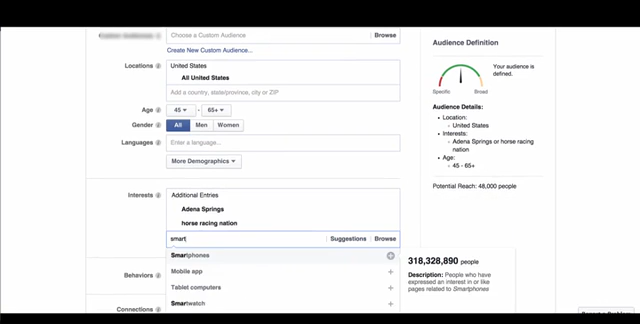 Choose a Custom Audience
Browse
Create New Custom Audience...
Locations
United States
All United States
Add a country, state/province, city or ZIP
Age
45 - 65+
Gender
All Men Women
Languages
Enter a language...
More Demographics
Interests
Additional Entries
Adena Springs
horse racing nation
smart
Suggestions Browse
Smartphones
Mobile app
Tablet computers
Smartwatch
Behaviors
Connections
Audience Definition
Your audience is
defined.
Specific Broad
Audience Details:
Location:
United States
Interests:
Adena Springs or horse racing
nation
Age:
45 - 65+
Potential Reach: 48,000 people
318,328,890 people
Description: People who have
expressed an interest in or like
pages related to Smartphones